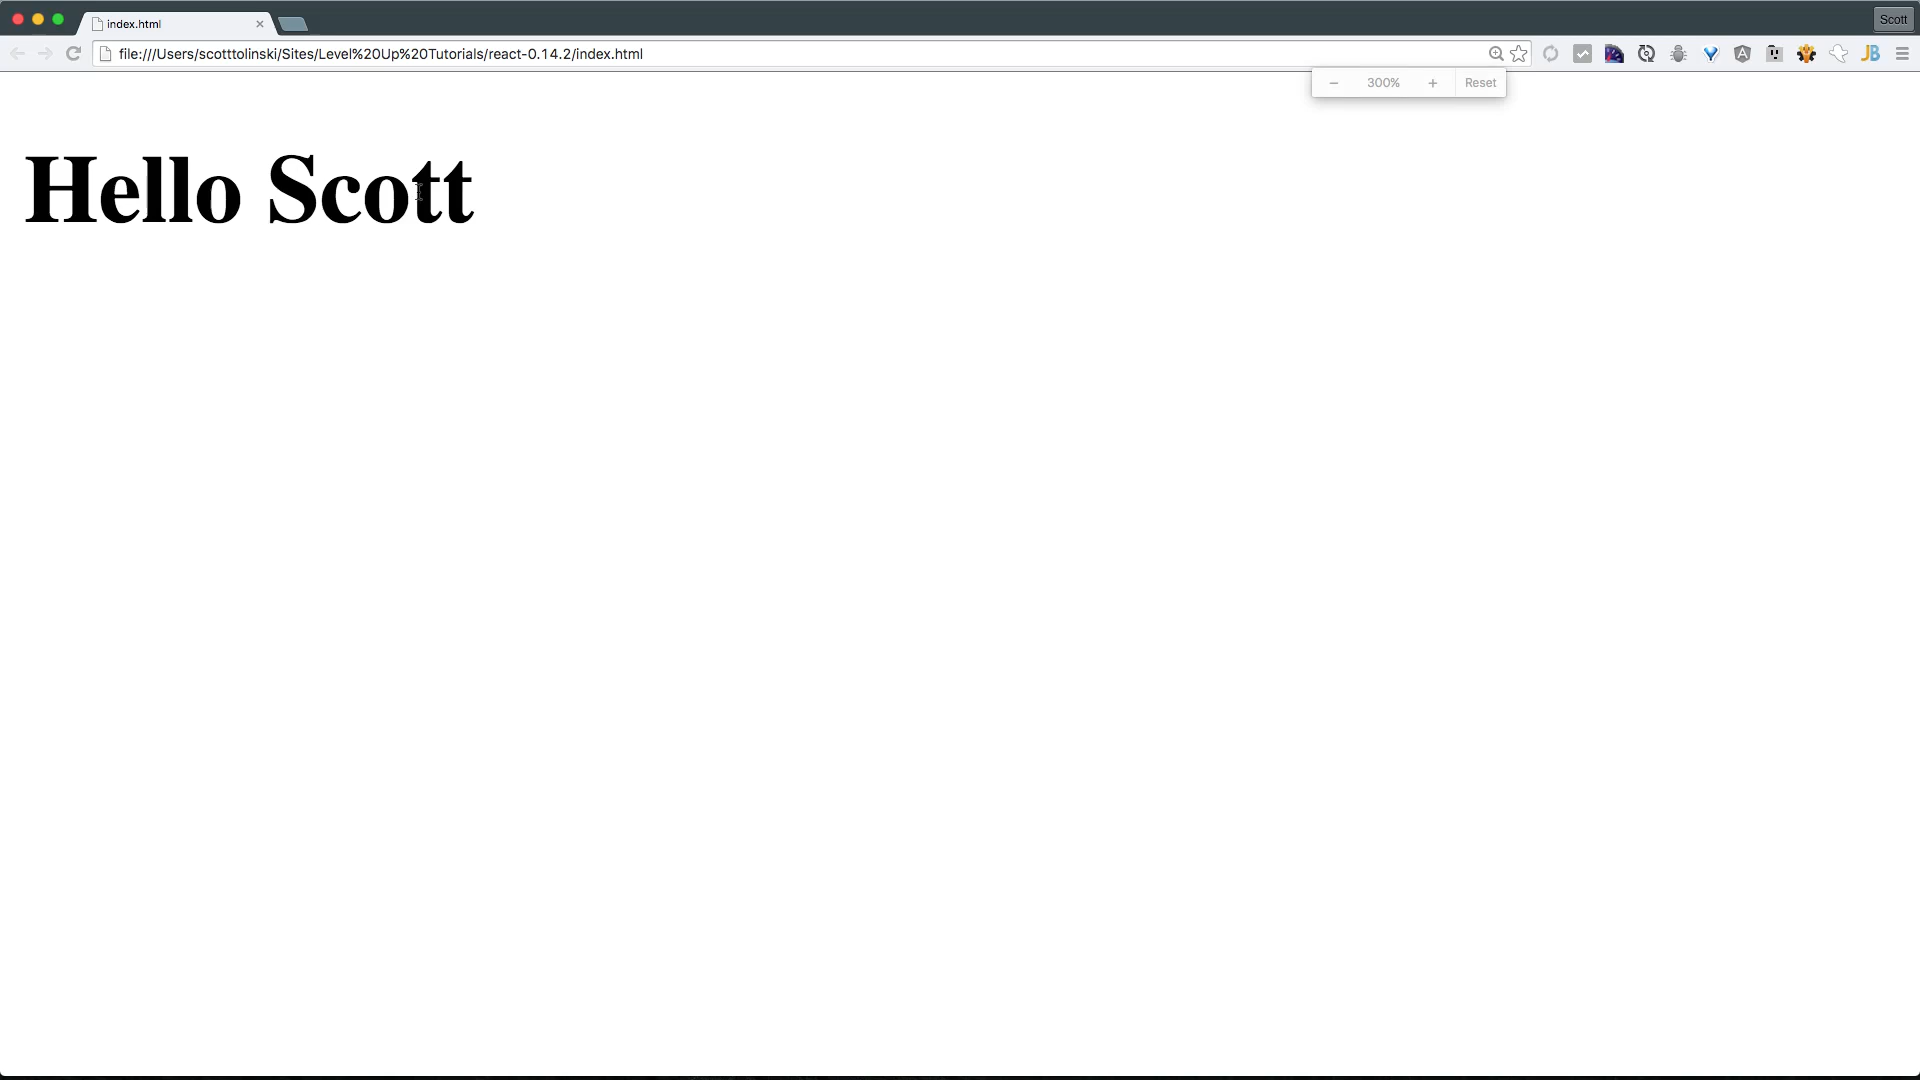 index.html
Scott
file:///Users/scotttolinski/Sites/Level%20Up%20Tutorials/react-0.14.2/index.html
JB
− 300% + Reset
Hello Scott